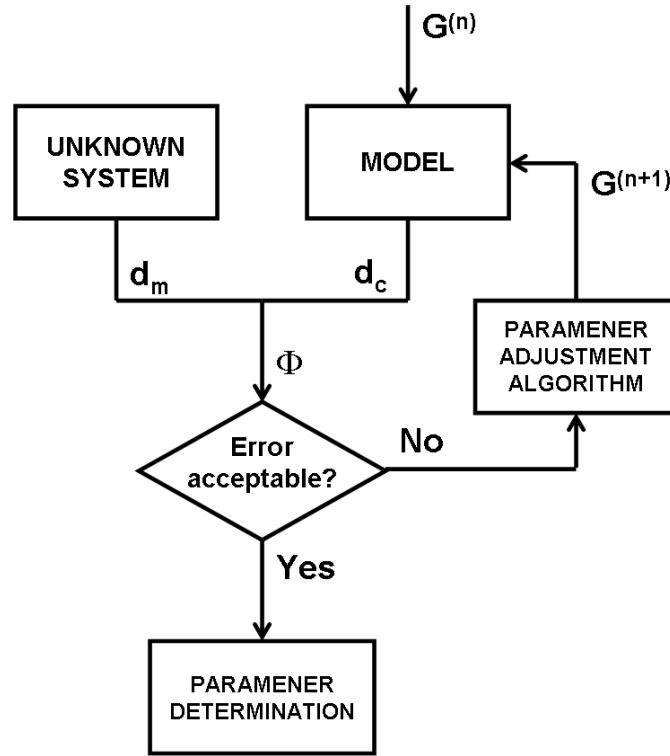 G(n)
UNKNOWN
SYSTEM
MODEL
G(n+1)
dm
dc
PARAMENER
ADJUSTMENT
ALGORITHM
Φ
Error
acceptable?
No
Yes
PARAMENER
DETERMINATION